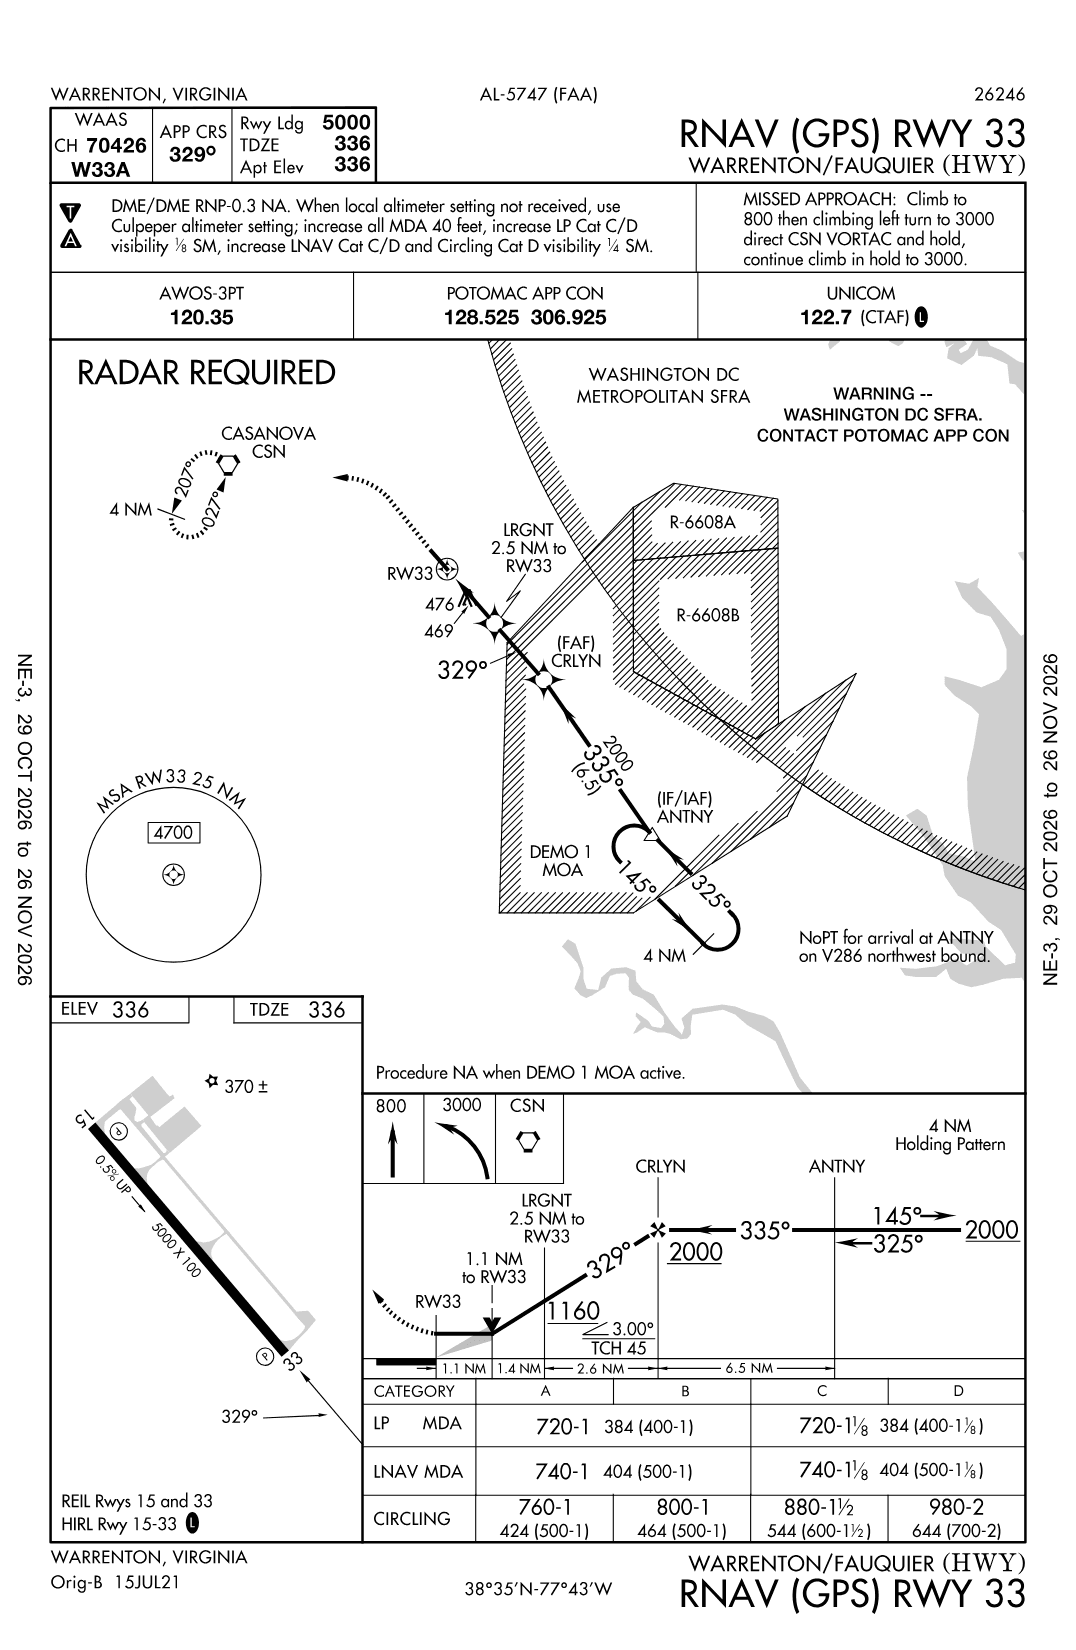 WARRENTON, VIRGINIA
AL-5747 (FAA)
26246
WAAS
CH 70426
W33A
APP CRS
329°
Rwy Ldg 5000
TDZE 336
Apt Elev 336
RNAV (GPS) RWY 33
WARRENTON/FAUQUIER (HWY)
T
A
DME/DME RNP-0.3 NA. When local altimeter setting not received, use
Culpeper altimeter setting; increase all MDA 40 feet, increase LP Cat C/D
visibility ⅛ SM, increase LNAV Cat C/D and Circling Cat D visibility ¼ SM.
MISSED APPROACH: Climb to
800 then climbing left turn to 3000
direct CSN VORTAC and hold,
continue climb in hold to 3000.
AWOS-3PT
120.35
POTOMAC APP CON
128.525 306.925
UNICOM
122.7 (CTAF) L
RADAR REQUIRED
WASHINGTON DC
METROPOLITAN SFRA
WARNING --
WASHINGTON DC SFRA.
CONTACT POTOMAC APP CON
CASANOVA
CSN
207°
027°
4 NM
R-6608A
LRGNT
2.5 NM to
RW33
RW33
476
469
R-6608B
(FAF)
CRLYN
329°
2000
335°
(6.5)
MSA RW33 25 NM
4700
(IF/IAF)
ANTNY
DEMO 1
MOA
145°
325°
4 NM
NoPT for arrival at ANTNY
on V286 northwest bound.
Procedure NA when DEMO 1 MOA active.
NE-3, 29 OCT 2026 to 26 NOV 2026
NE-3, 29 OCT 2026 to 26 NOV 2026
ELEV 336
TDZE 336
370 ±
15
P
0.5% UP
5000 X 100
P
33
329°
REIL Rwys 15 and 33
HIRL Rwy 15-33 L
800
3000
CSN
4 NM
Holding Pattern
CRLYN
ANTNY
LRGNT
2.5 NM to
RW33
1.1 NM
to RW33
RW33
329°
335°
145°
325°
2000
2000
1160
3.00°
TCH 45
1.1 NM
1.4 NM
2.6 NM
6.5 NM
CATEGORY A B C D
LP MDA 720-1 384 (400-1) 720-1⅛ 384 (400-1⅛)
LNAV MDA 740-1 404 (500-1) 740-1⅛ 404 (500-1⅛)
CIRCLING
760-1 800-1 880-1½ 980-2
424 (500-1) 464 (500-1) 544 (600-1½) 644 (700-2)
WARRENTON, VIRGINIA
Orig-B 15JUL21
38°35'N-77°43'W
WARRENTON/FAUQUIER (HWY)
RNAV (GPS) RWY 33